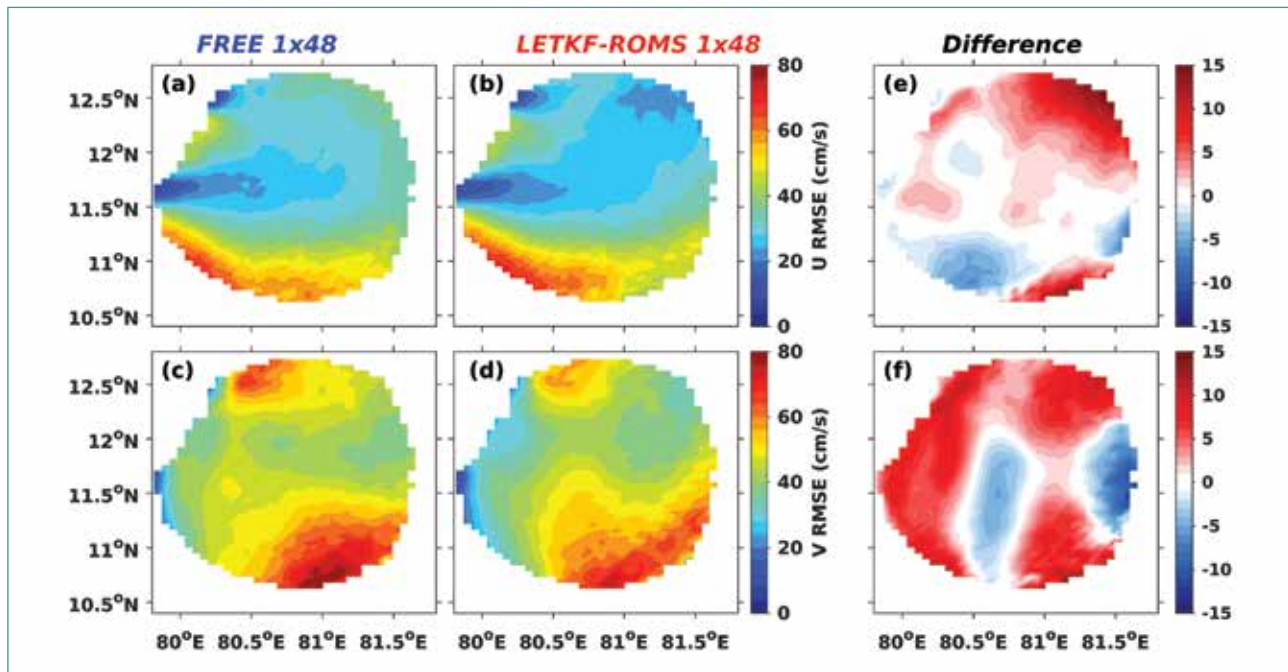 FREE 1x48 LETKF-ROMS 1x48 Difference
(a) (b) (e)
12.5°N
12°N
11.5°N
11°N
10.5°N
80
60
40
20
0
U RMSE (cm/s)
15
10
5
0
-5
-10
-15
(c) (d) (f)
12.5°N
12°N
11.5°N
11°N
10.5°N
80
60
40
20
0
V RMSE (cm/s)
15
10
5
0
-5
-10
-15
80°E 80.5°E 81°E 81.5°E 80°E 80.5°E 81°E 81.5°E 80°E 80.5°E 81°E 81.5°E